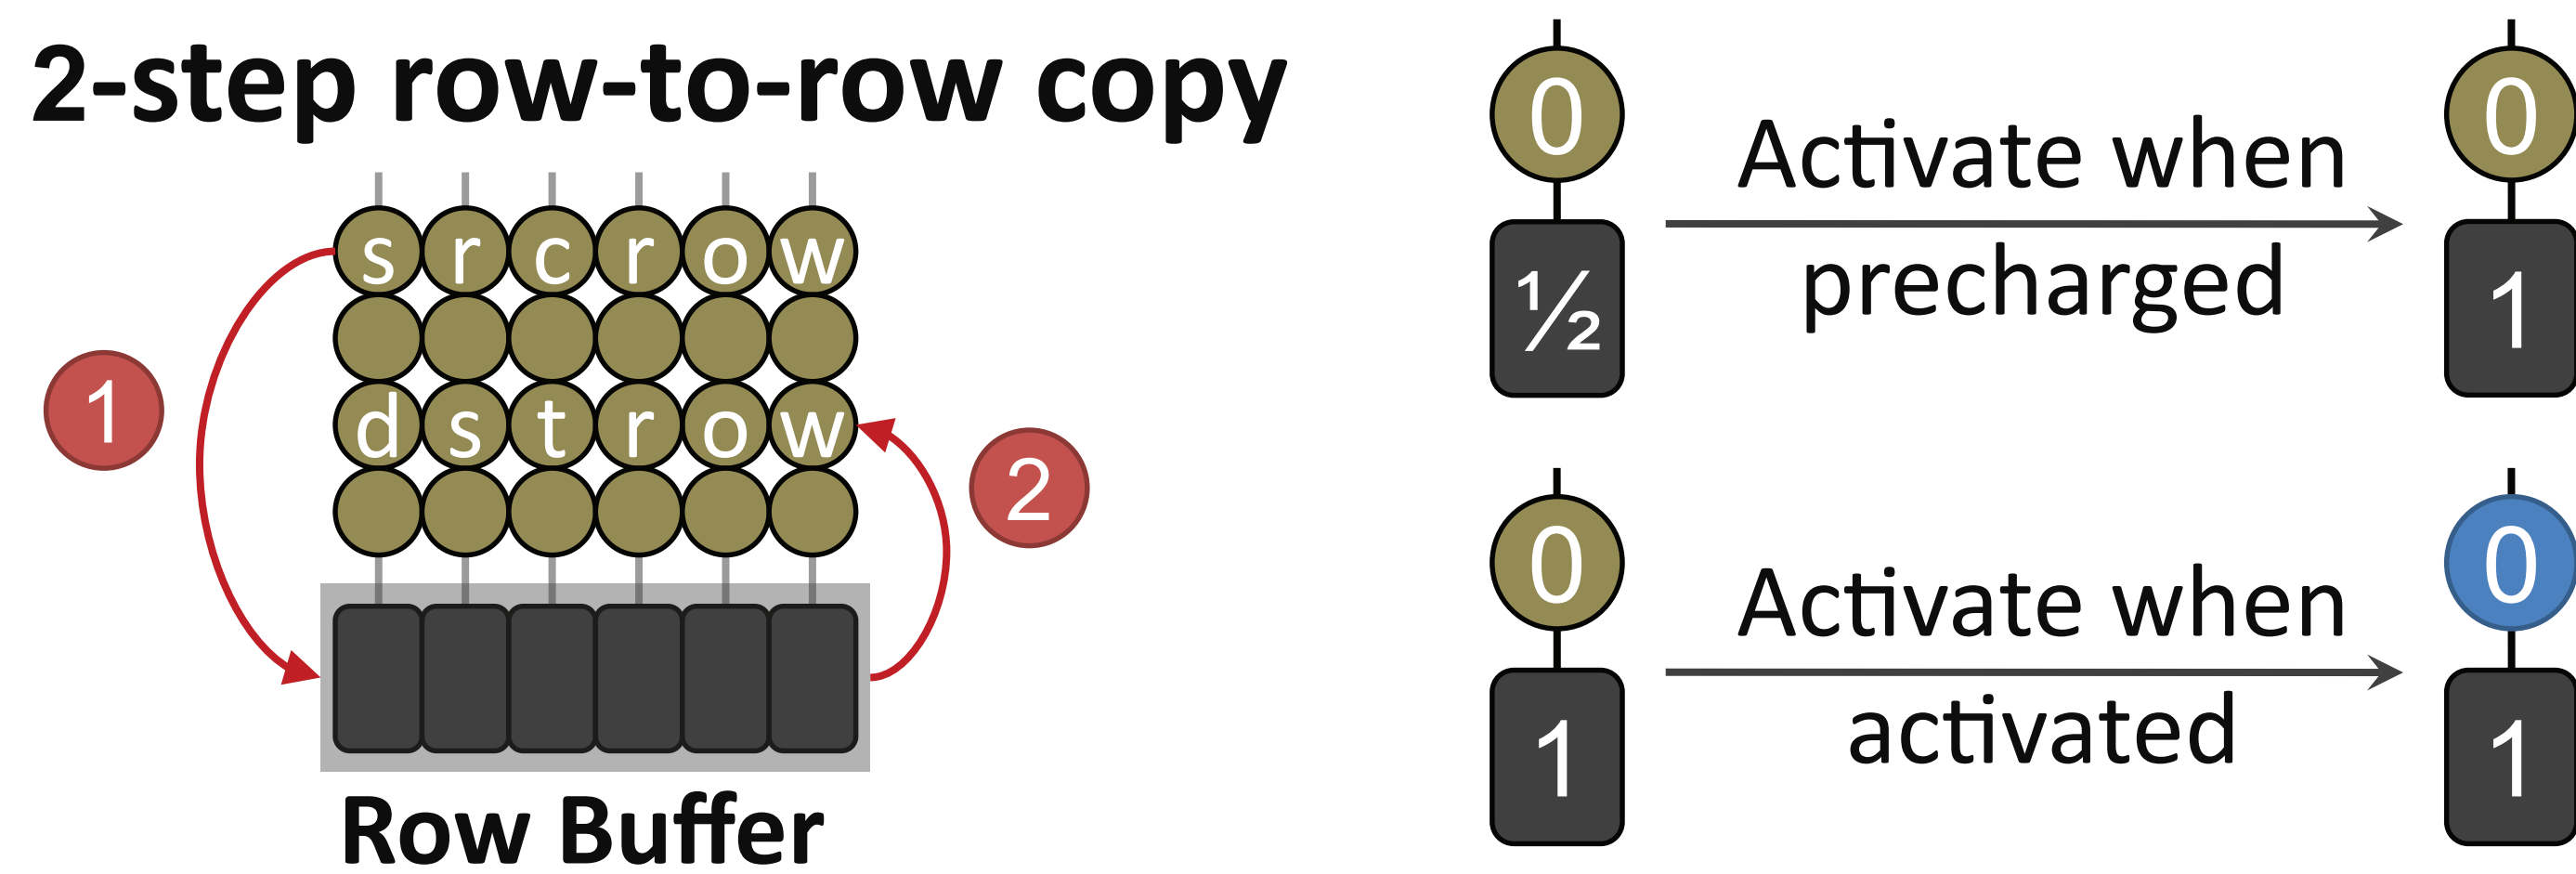 2-step row-to-row copy
s r c r o w
d s t r o w
1
2
Row Buffer
0
½
Activate when
precharged
0
1
0
1
Activate when
activated
0
1